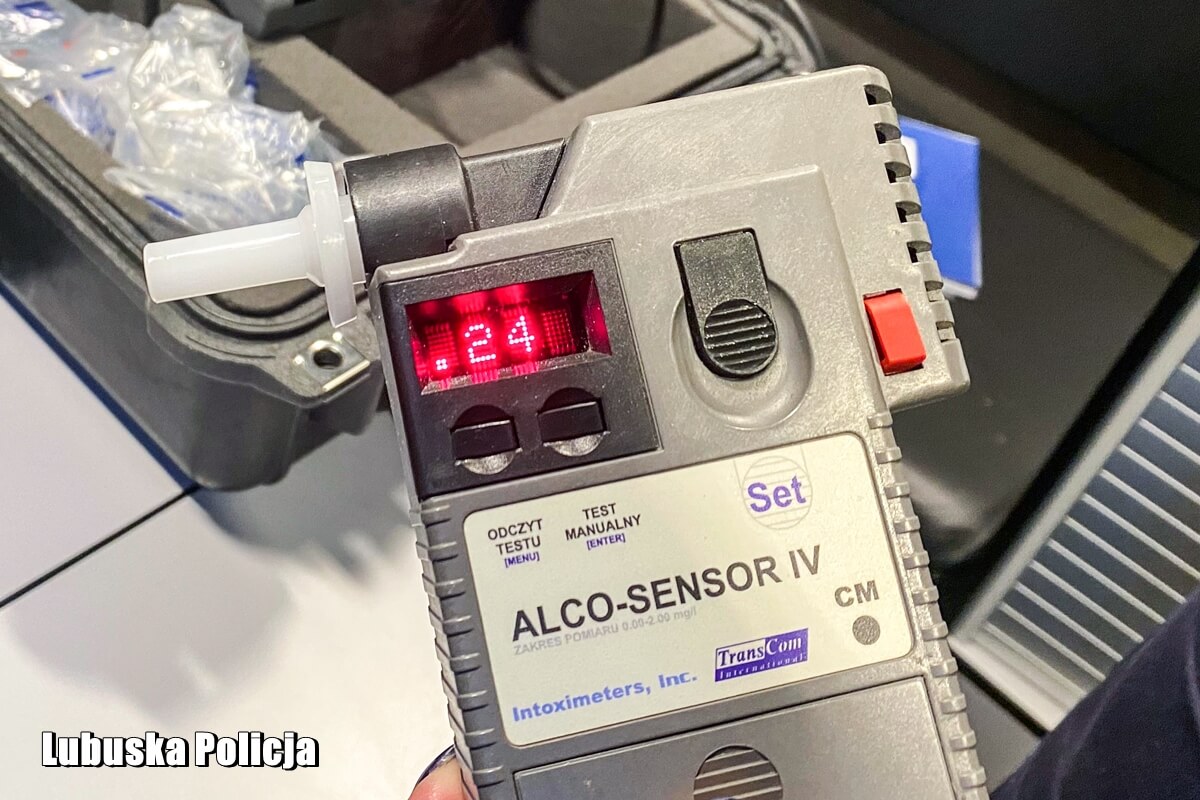 .24
Set
ODCZYT
TESTU
[MENU]
TEST
MANUALNY
[ENTER]
ALCO-SENSOR IV
ZAKRES POMIARU 0.00-2.00 mg/l
CM
TransCom
International
Intoximeters, Inc.
Lubuska Policja